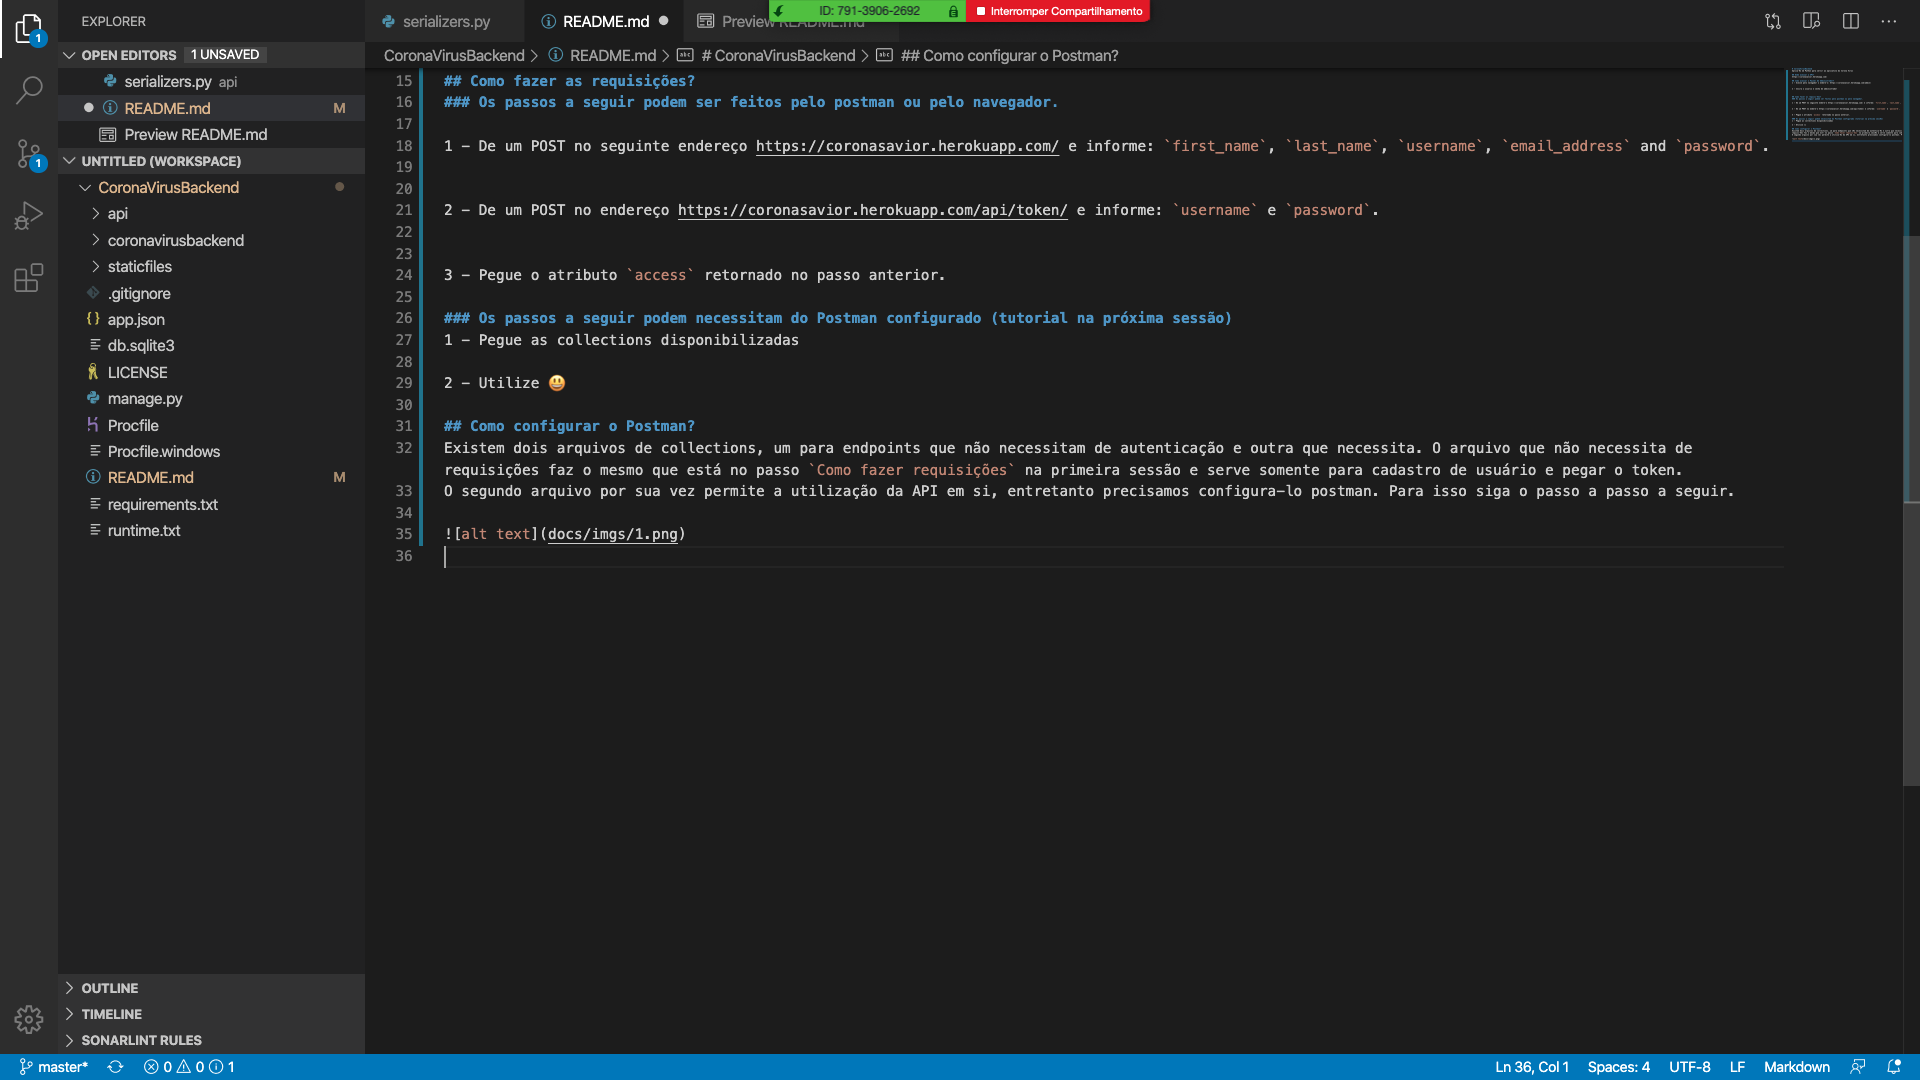 EXPLORER
serializers.py
README.md
Preview README.md
ID: 791-3906-2692
Interromper Compartilhamento
OPEN EDITORS 1 UNSAVED
serializers.py api
README.md M
Preview README.md
UNTITLED (WORKSPACE)
CoronaVirusBackend
api
coronavirusbackend
staticfiles
.gitignore
app.json
db.sqlite3
LICENSE
manage.py
Procfile
Procfile.windows
README.md M
requirements.txt
runtime.txt
OUTLINE
TIMELINE
SONARLINT RULES
CoronaVirusBackend > README.md > # CoronaVirusBackend > ## Como configurar o Postman?
15 ## Como fazer as requisições?
16 ### Os passos a seguir podem ser feitos pelo postman ou pelo navegador.
17
18 1 - De um POST no seguinte endereço https://coronasavior.herokuapp.com/ e informe: `first_name`, `last_name`, `username`, `email_address` and `password`.
19
20
21 2 - De um POST no endereço https://coronasavior.herokuapp.com/api/token/ e informe: `username` e `password`.
22
23
24 3 - Pegue o atributo `access` retornado no passo anterior.
25
26 ### Os passos a seguir podem necessitam do Postman configurado (tutorial na próxima sessão)
27 1 - Pegue as collections disponibilizadas
28
29 2 - Utilize 😃
30
31 ## Como configurar o Postman?
32 Existem dois arquivos de collections, um para endpoints que não necessitam de autenticação e outra que necessita. O arquivo que não necessita de
requisições faz o mesmo que está no passo `Como fazer requisições` na primeira sessão e serve somente para cadastro de usuário e pegar o token.
33 O segundo arquivo por sua vez permite a utilização da API em si, entretanto precisamos configura-lo postman. Para isso siga o passo a passo a seguir.
34
35 ![alt text](docs/imgs/1.png)
36
1
1
master* 0 0 1
Ln 36, Col 1 Spaces: 4 UTF-8 LF Markdown